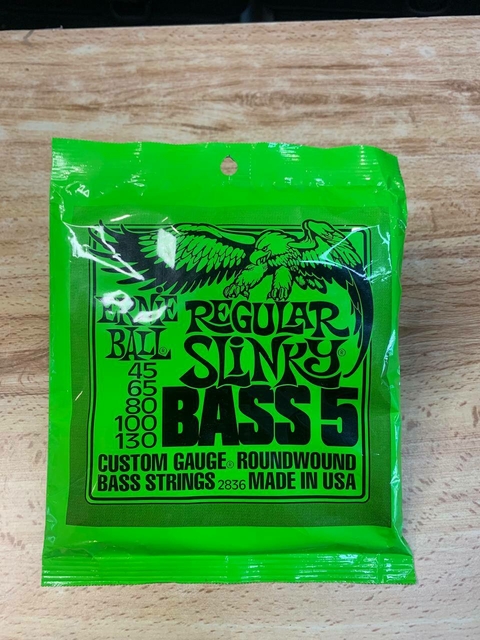 ERNIE BALL®
REGULAR SLINKY®
45
65
80
100
130
BASS 5
CUSTOM GAUGE® ROUNDWOUND
BASS STRINGS 2836 MADE IN USA